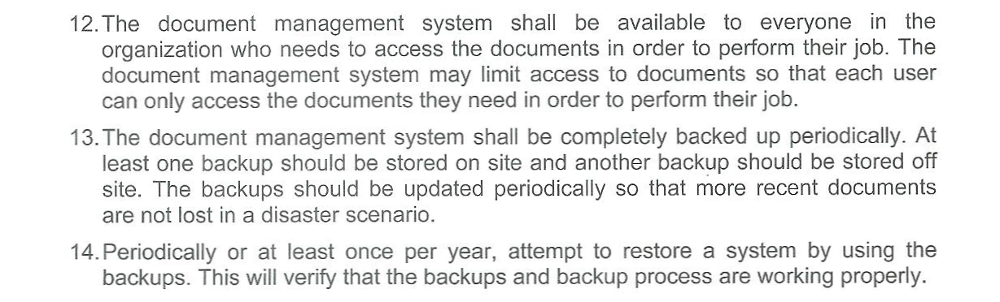 12. The document management system shall be available to everyone in the
organization who needs to access the documents in order to perform their job. The
document management system may limit access to documents so that each user
can only access the documents they need in order to perform their job.
13. The document management system shall be completely backed up periodically. At
least one backup should be stored on site and another backup should be stored off
site. The backups should be updated periodically so that more recent documents
are not lost in a disaster scenario.
14. Periodically or at least once per year, attempt to restore a system by using the
backups. This will verify that the backups and backup process are working properly.